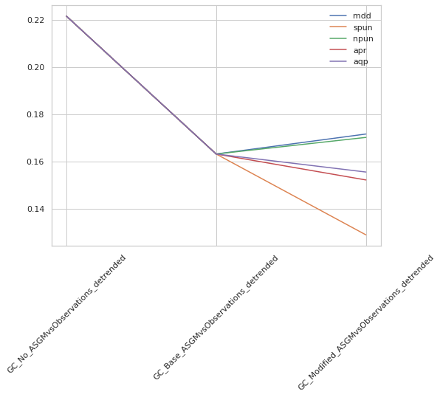 0.22
0.20
0.18
0.16
0.14
mdd
spun
npun
apr
aqp
GC_No_ASGMvsObservations_detrended
GC_Base_ASGMvsObservations_detrended
GC_Modified_ASGMvsObservations_detrended